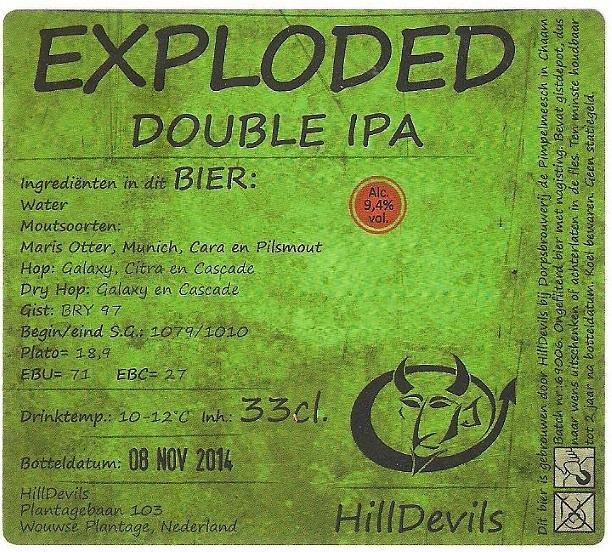 EXPLODED
DOUBLE IPA
Ingrediënten in dit BIER:
Water
Moutsoorten:
Maris Otter, Munich, Cara en Pilsmout
Hop: Galaxy, Citra en Cascade
Dry Hop: Galaxy en Cascade
Gist: BRY 97
Begin/eind S.G.: 1079/1010
Plato= 18,9
EBU= 71 EBC= 27
Drinktemp.: 10-12°C Inh.: 33cl.
Botteldatum: 08 NOV 2014
HillDevils
Plantagebaan 103
Wouwse Plantage, Nederland
Alc.
9,4%
vol.
HillDevils
Dit bier is gebrouwen door HillDevils bij Dorpsbrouwerij de Pimpelmeesch in Chaam
Batch nr:69006. Ongefilterd bier met nagisting. Bevat gistdepot, dus
naar wens uitschenken of achterlaten in de fles. Ten minste houdbaar
tot 2 jaar na botteldatum. Koel bewaren. Geen statiegeld